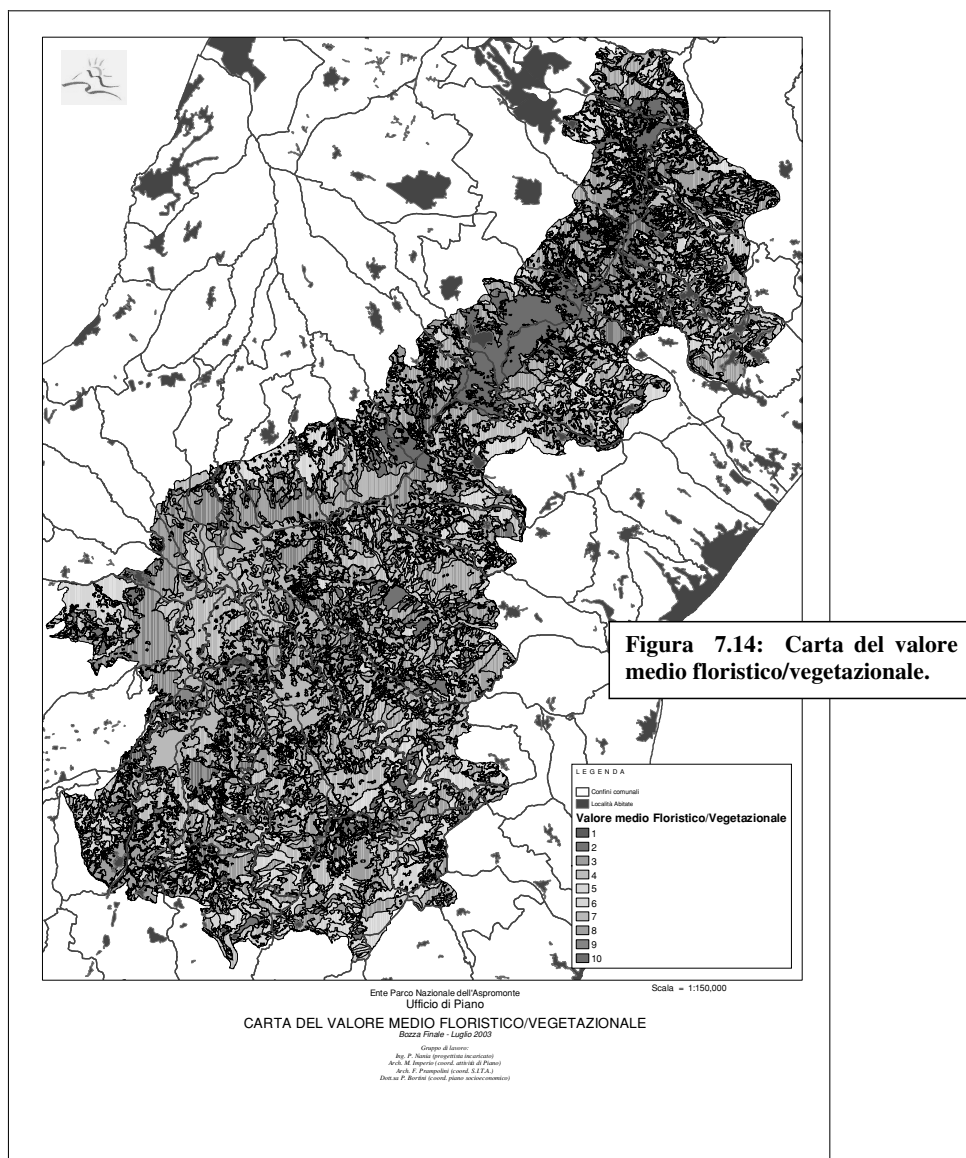 Figura 7.14: Carta del valore
medio floristico/vegetazionale.
LEGENDA
Confini comunali
Località Abitate
Valore medio Floristico/Vegetazionale
1
2
3
4
5
6
7
8
9
10
Scala = 1:150,000
Ente Parco Nazionale dell'Aspromonte
Ufficio di Piano
CARTA DEL VALORE MEDIO FLORISTICO/VEGETAZIONALE
Bozza Finale - Luglio 2003
Gruppo di lavoro:
Ing. P. Nania (progettista incaricato)
Arch. M. Imperio (coord. attività di Piano)
Arch. F. Prampolini (coord. S.I.T.A.)
Dott.sa P. Bortini (coord. piano socioeconomico)